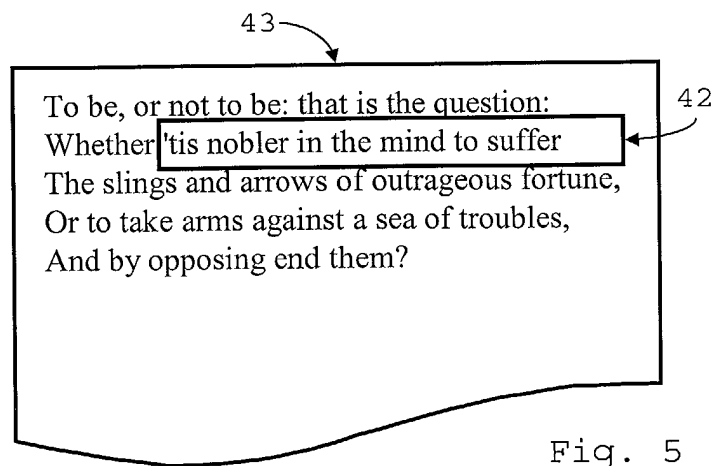 43
To be, or not to be: that is the question:
42
Whether 'tis nobler in the mind to suffer
The slings and arrows of outrageous fortune,
Or to take arms against a sea of troubles,
And by opposing end them?
Fig. 5